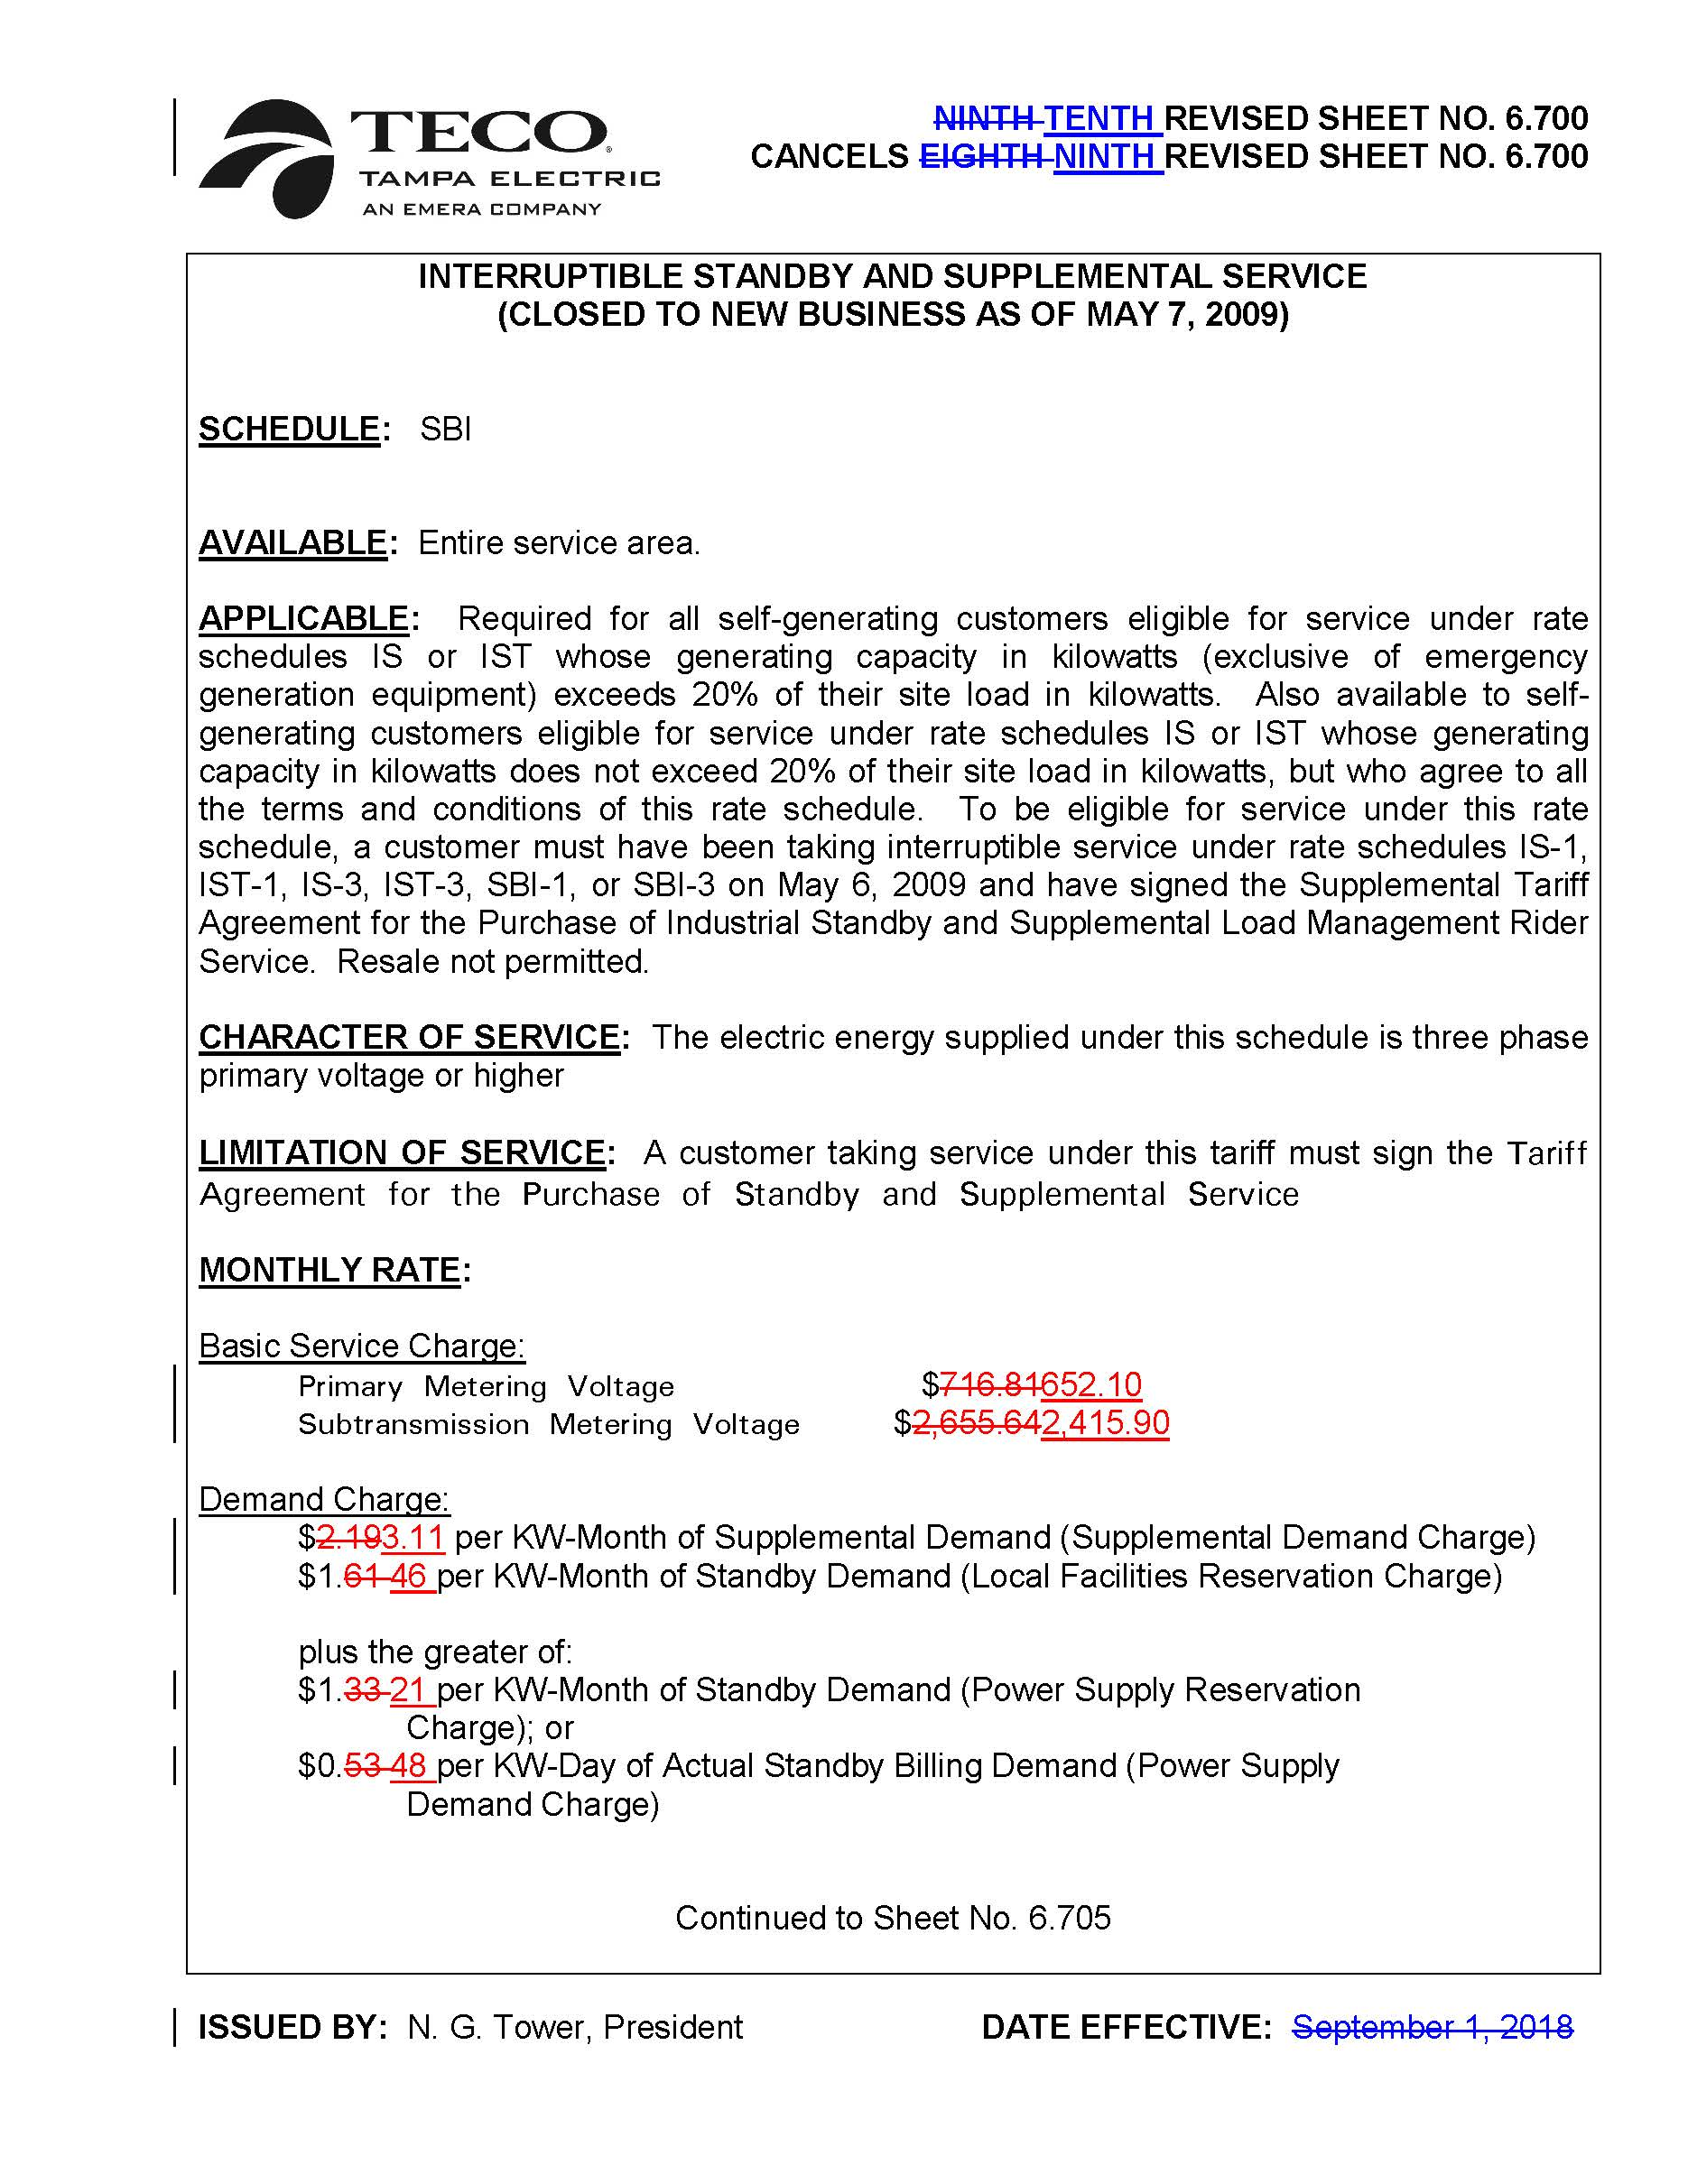 TECO®
TAMPA ELECTRIC
AN EMERA COMPANY
NINTH TENTH REVISED SHEET NO. 6.700
CANCELS EIGHTH NINTH REVISED SHEET NO. 6.700
INTERRUPTIBLE STANDBY AND SUPPLEMENTAL SERVICE
(CLOSED TO NEW BUSINESS AS OF MAY 7, 2009)
SCHEDULE: SBI
AVAILABLE: Entire service area.
APPLICABLE: Required for all self-generating customers eligible for service under rate
schedules IS or IST whose generating capacity in kilowatts (exclusive of emergency
generation equipment) exceeds 20% of their site load in kilowatts. Also available to self-
generating customers eligible for service under rate schedules IS or IST whose generating
capacity in kilowatts does not exceed 20% of their site load in kilowatts, but who agree to all
the terms and conditions of this rate schedule. To be eligible for service under this rate
schedule, a customer must have been taking interruptible service under rate schedules IS-1,
IST-1, IS-3, IST-3, SBI-1, or SBI-3 on May 6, 2009 and have signed the Supplemental Tariff
Agreement for the Purchase of Industrial Standby and Supplemental Load Management Rider
Service. Resale not permitted.
CHARACTER OF SERVICE: The electric energy supplied under this schedule is three phase
primary voltage or higher
LIMITATION OF SERVICE: A customer taking service under this tariff must sign the Tariff
Agreement for the Purchase of Standby and Supplemental Service
MONTHLY RATE:
Basic Service Charge:
Primary Metering Voltage $716.81652.10
Subtransmission Metering Voltage $2,655.642,415.90
Demand Charge:
$2.193.11 per KW-Month of Supplemental Demand (Supplemental Demand Charge)
$1.61 46 per KW-Month of Standby Demand (Local Facilities Reservation Charge)
plus the greater of:
$1.33 21 per KW-Month of Standby Demand (Power Supply Reservation
Charge); or
$0.53 48 per KW-Day of Actual Standby Billing Demand (Power Supply
Demand Charge)
Continued to Sheet No. 6.705
ISSUED BY: N. G. Tower, President DATE EFFECTIVE: September 1, 2018